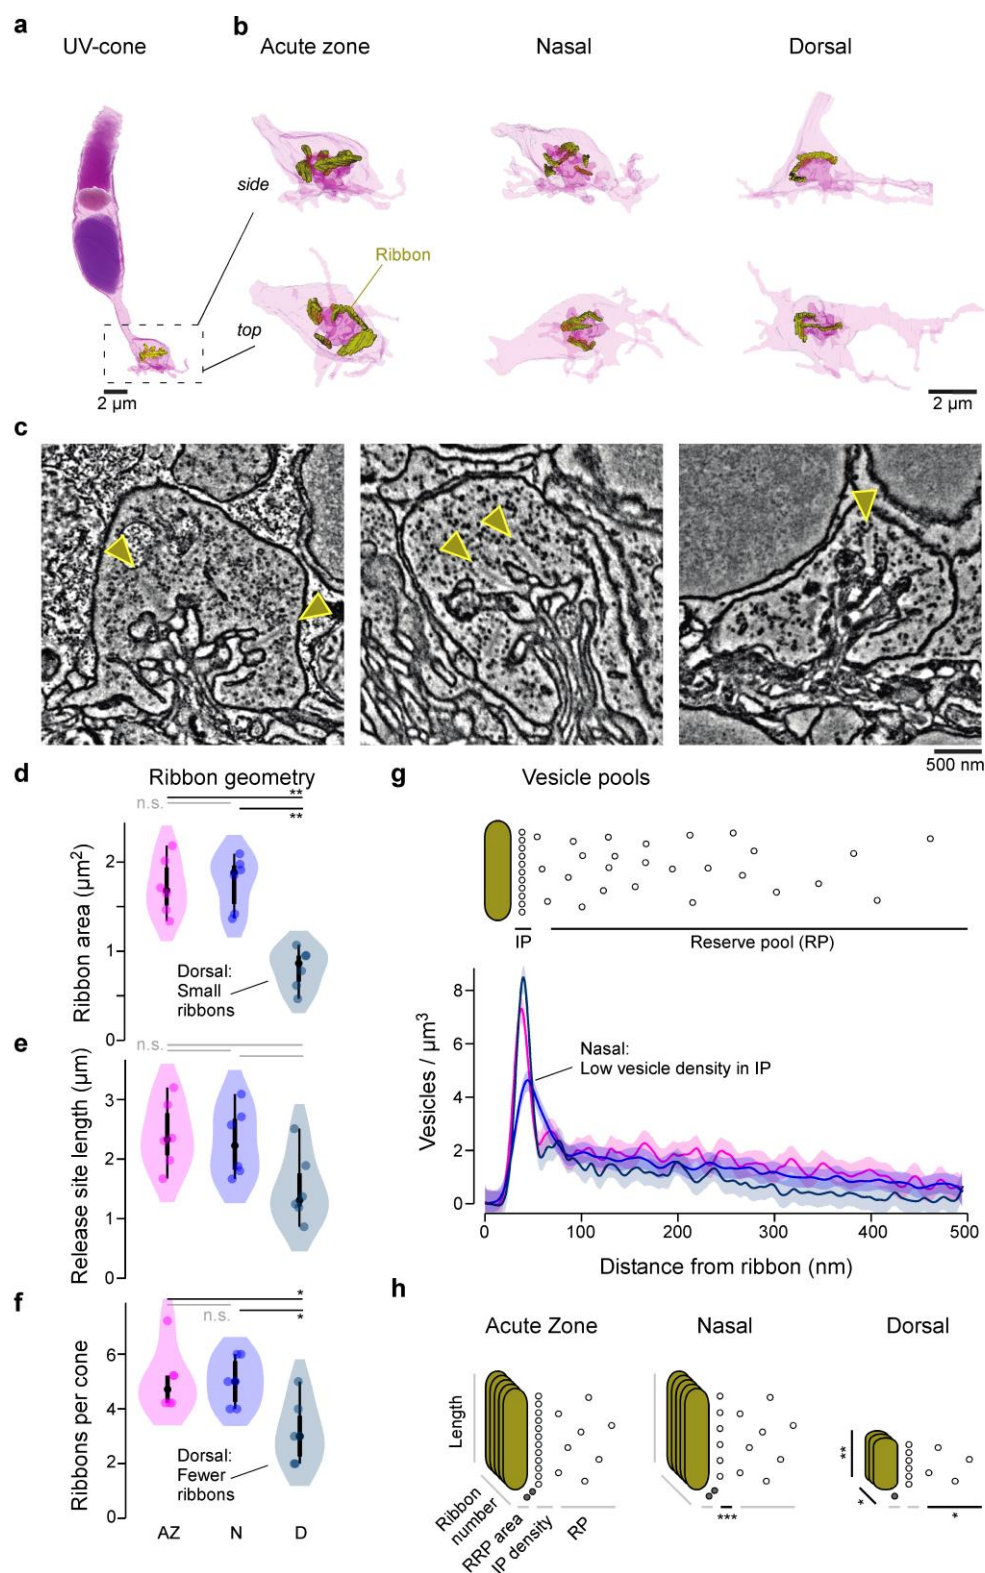 a
UV-cone
2 µm
b
Acute zone
Nasal
Dorsal
side
Ribbon
top
2 µm
c
500 nm
d
Ribbon geometry
n.s.
**
**
Ribbon area (µm²)
2
1
0
Dorsal:
Small
ribbons
e
n.s.
Release site length (µm)
3
2
1
0
f
*
n.s.
*
Ribbons per cone
6
4
2
0
Dorsal:
Fewer
ribbons
AZ
N
D
g
Vesicle pools
IP
Reserve pool (RP)
Vesicles / µm³
8
6
4
2
0
Nasal:
Low vesicle density in IP
0
100
200
300
400
500
Distance from ribbon (nm)
h
Acute Zone
Nasal
Dorsal
Length
Ribbon
number
RRP area
IP density
RP
***
**
*
*